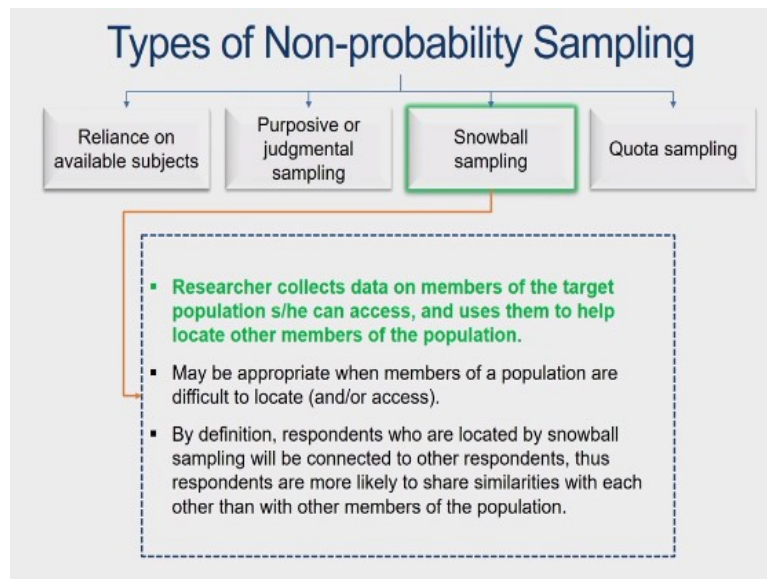 Types of Non-probability Sampling
Reliance on
available subjects
Purposive or
judgmental
sampling
Snowball
sampling
Quota sampling
▪ Researcher collects data on members of the target
population s/he can access, and uses them to help
locate other members of the population.
▪ May be appropriate when members of a population are
difficult to locate (and/or access).
▪ By definition, respondents who are located by snowball
sampling will be connected to other respondents, thus
respondents are more likely to share similarities with each
other than with other members of the population.